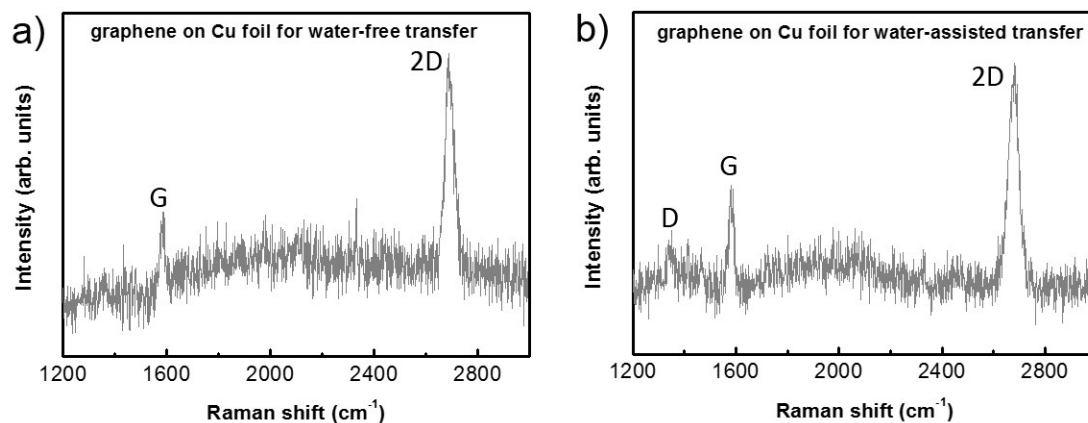 a)
graphene on Cu foil for water-free transfer
2D
G
Intensity (arb. units)
1200 1600 2000 2400 2800
Raman shift (cm⁻¹)
b)
graphene on Cu foil for water-assisted transfer
2D
G
D
Intensity (arb. units)
1200 1600 2000 2400 2800
Raman shift (cm⁻¹)